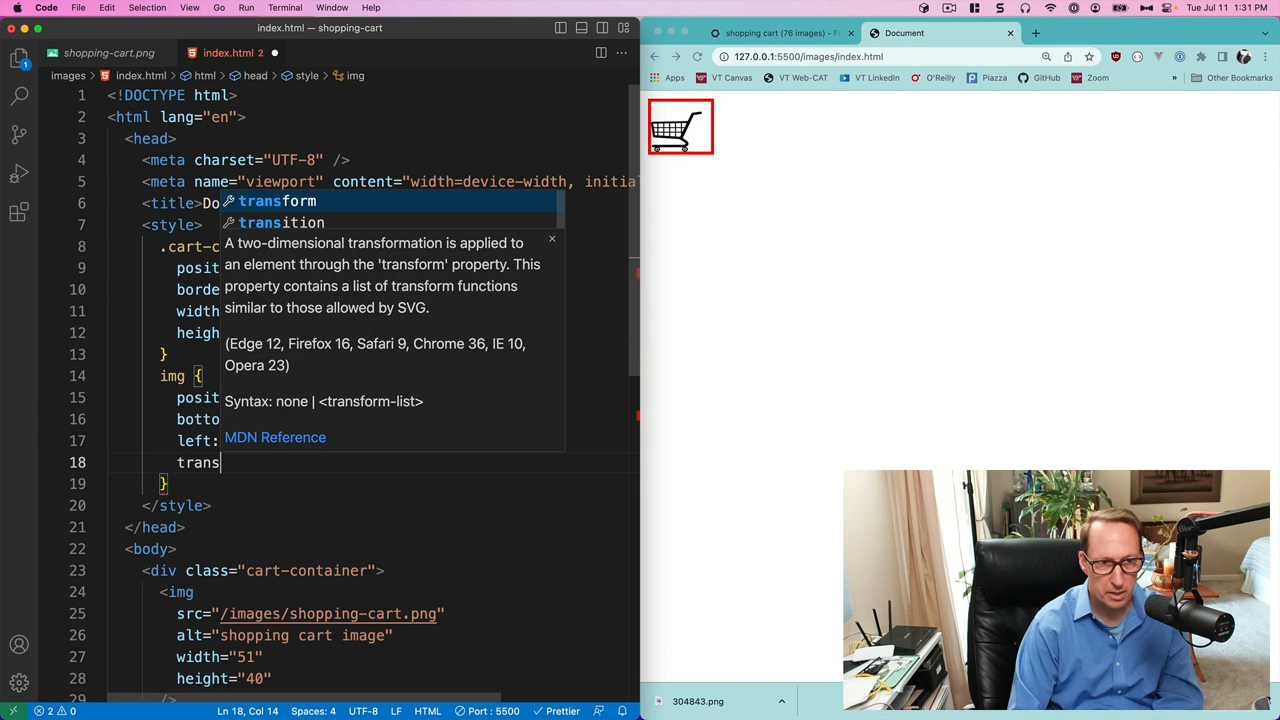 Code File Edit Selection View Go Run Terminal Window Help
Tue Jul 11 1:31 PM
index.html — shopping-cart
shopping-cart.png
index.html 2
images > index.html > html > head > style > img
1 <!DOCTYPE html>
2 <html lang="en">
3 <head>
4 <meta charset="UTF-8" />
5 <meta name="viewport" content="width=device-width, initia
6 <title>Do
7 <style>
8 .cart-c
9 posit
10 borde
11 width
12 heigh
13 }
14 img {
15 posit
16 botto
17 left:
18 trans
19 }
20 </style>
21 </head>
22 <body>
23 <div class="cart-container">
24 <img
25 src="/images/shopping-cart.png"
26 alt="shopping cart image"
27 width="51"
28 height="40"
29 />
transform
transition
A two-dimensional transformation is applied to
an element through the 'transform' property. This
property contains a list of transform functions
similar to those allowed by SVG.
(Edge 12, Firefox 16, Safari 9, Chrome 36, IE 10,
Opera 23)
Syntax: none | <transform-list>
MDN Reference
1
2 0
Ln 18, Col 14
Spaces: 4
UTF-8
LF
HTML
Port : 5500
Prettier
shopping cart (76 images) - Fr
Document
127.0.0.1:5500/images/index.html
Apps
VT Canvas
VT Web-CAT
VT LinkedIn
O'Reilly
Piazza
GitHub
Zoom
»
Other Bookmarks
304843.png